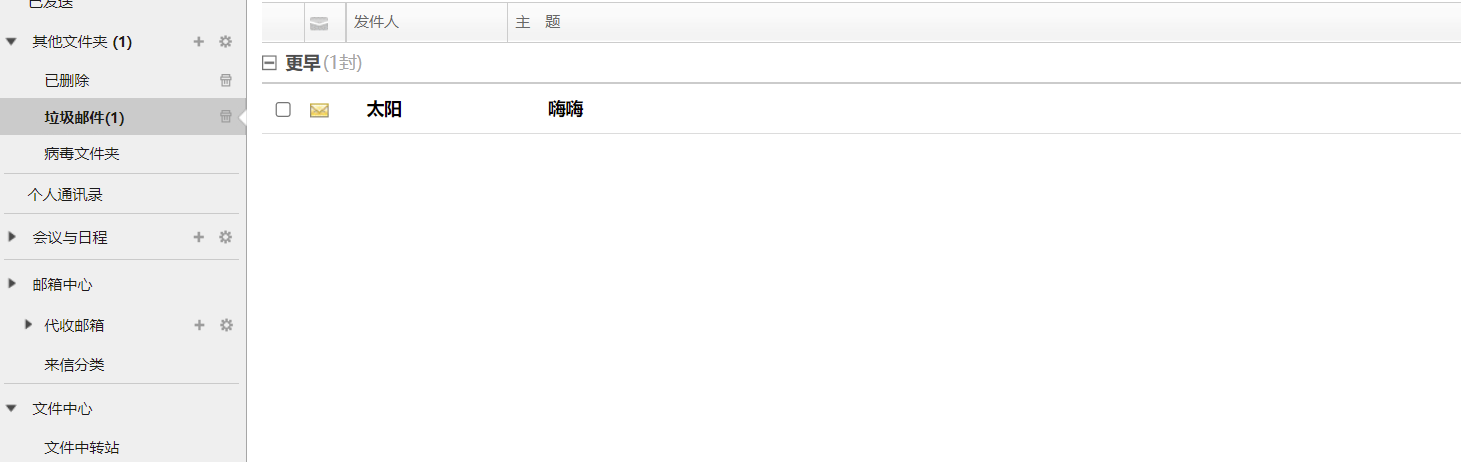 已发送
其他文件夹 (1)
已删除
垃圾邮件(1)
病毒文件夹
个人通讯录
会议与日程
邮箱中心
代收邮箱
来信分类
文件中心
文件中转站
发件人 主 题
更早(1封)
太阳 嗨嗨